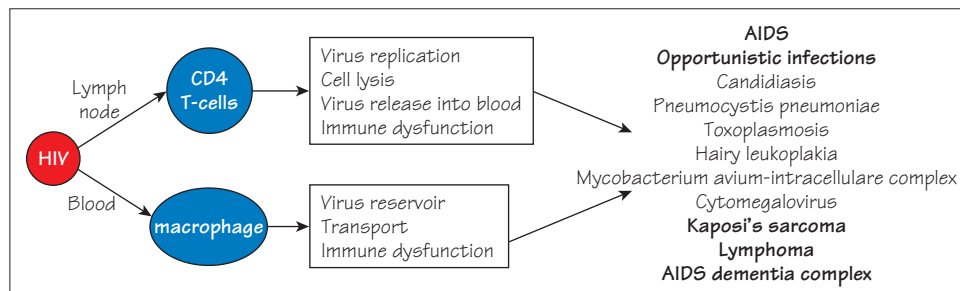 HIV
Lymph
node
Blood
CD4
T-cells
macrophage
Virus replication
Cell lysis
Virus release into blood
Immune dysfunction
Virus reservoir
Transport
Immune dysfunction
AIDS
Opportunistic infections
Candidiasis
Pneumocystis pneumoniae
Toxoplasmosis
Hairy leukoplakia
Mycobacterium avium-intracellulare complex
Cytomegalovirus
Kaposi's sarcoma
Lymphoma
AIDS dementia complex